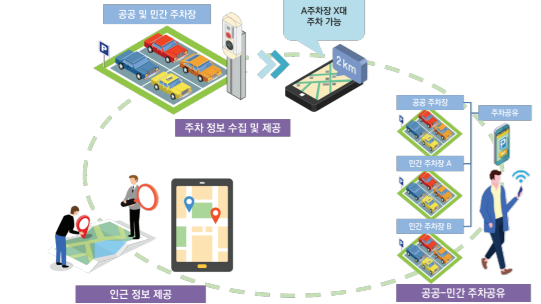 공공 및 민간 주차장
A주차장 X대
주차 가능
2 km
P
주차 정보 수집 및 제공
공공 주차장
P
주차공유
P
민간 주차장 A
P
민간 주차장 B
P
인근 정보 제공
공공-민간 주차공유